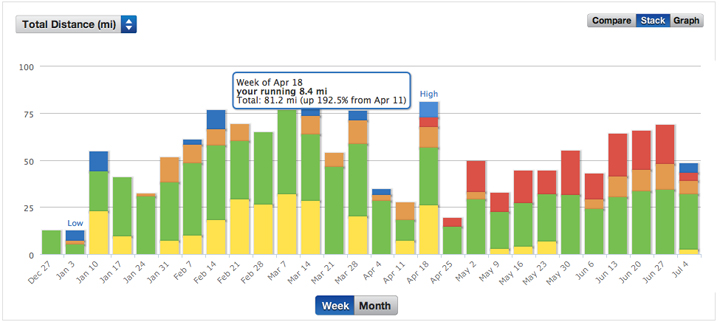 Total Distance (mi)
Compare Stack Graph
100
75
50
25
0
Week of Apr 18
your running 8.4 mi
Total: 81.2 mi (up 192.5% from Apr 11)
High
Low
Dec 27
Jan 3
Jan 10
Jan 17
Jan 24
Jan 31
Feb 7
Feb 14
Feb 21
Feb 28
Mar 7
Mar 14
Mar 21
Mar 28
Apr 4
Apr 11
Apr 18
Apr 25
May 2
May 9
May 16
May 23
May 30
Jun 6
Jun 13
Jun 20
Jun 27
Jul 4
Week Month